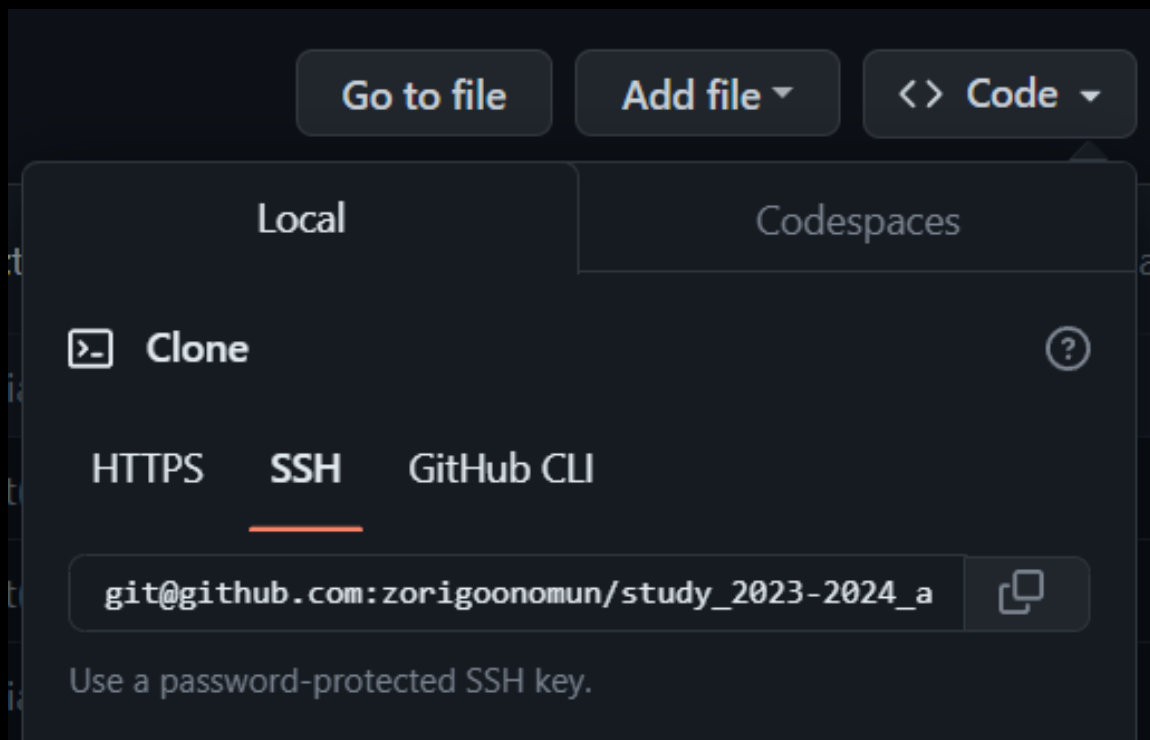 Go to file Add file <> Code
Local Codespaces
Clone
HTTPS SSH GitHub CLI
git@github.com:zorigoonomun/study_2023-2024_a
Use a password-protected SSH key.